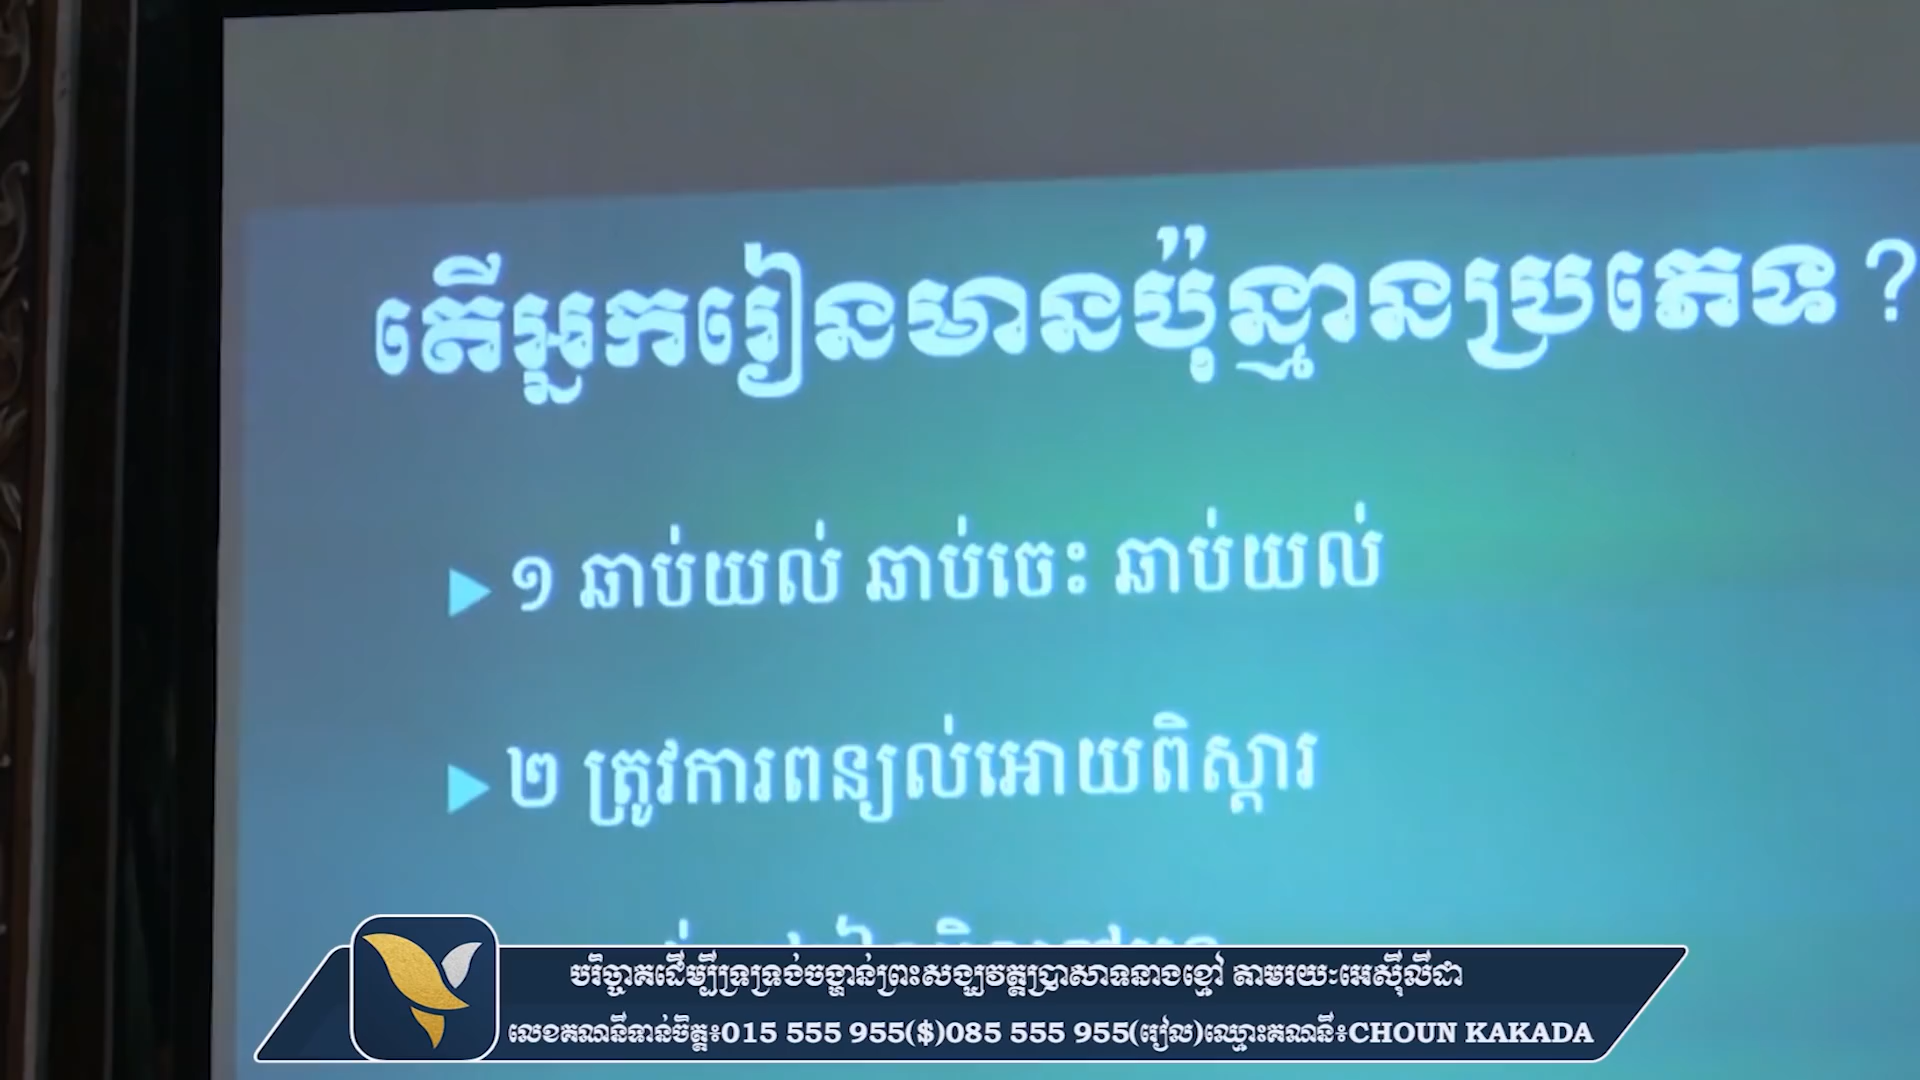 តើអ្នករៀនមានប៉ុន្មានប្រភេទ ?
១ ឆាប់យល់ ឆាប់ចេះ ឆាប់យល់
២ ត្រូវការពន្យល់អោយពិស្តារ
បរិច្ចាគដើម្បីទ្រទ្រង់ចង្ហាន់ព្រះសង្ឃវត្តប្រាសាទនាងខ្មៅ តាមរយៈអេស៊ីលីដា
លេខគណនីទាន់ចិត្ត៖015 555 955($)085 555 955(រៀល)ឈ្មោះគណនី៖CHOUN KAKADA